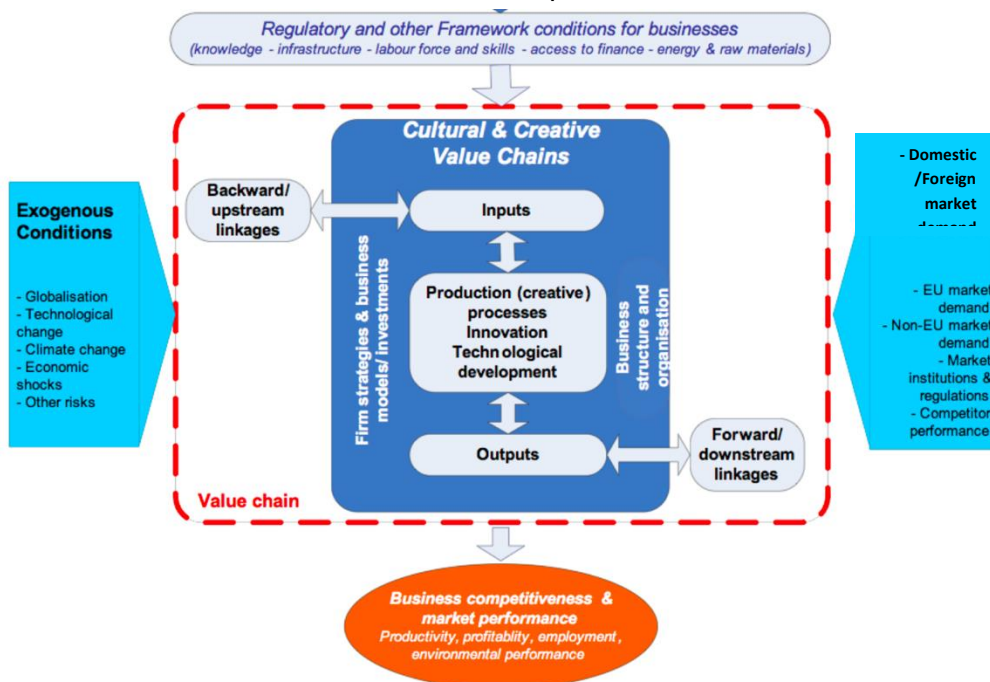 Regulatory and other Framework conditions for businesses
(knowledge - infrastructure - labour force and skills - access to finance - energy & raw materials)
Cultural & Creative
Value Chains
Backward/
upstream
linkages
Inputs
Firm strategies & business
models/ investments
Production (creative)
processes
Innovation
Techn ological
development
Business
structure and
organisation
Outputs
Forward/
downstream
linkages
Value chain
Exogenous
Conditions
- Globalisation
- Technological
change
- Climate change
- Economic
shocks
- Other risks
- Domestic
/Foreign
market
demand
- EU market
demand
- Non-EU market
demand
- Market
institutions &
regulations
- Competitor
performance
Business competitiveness &
market performance
Productivity, profitablity, employment,
environmental performance